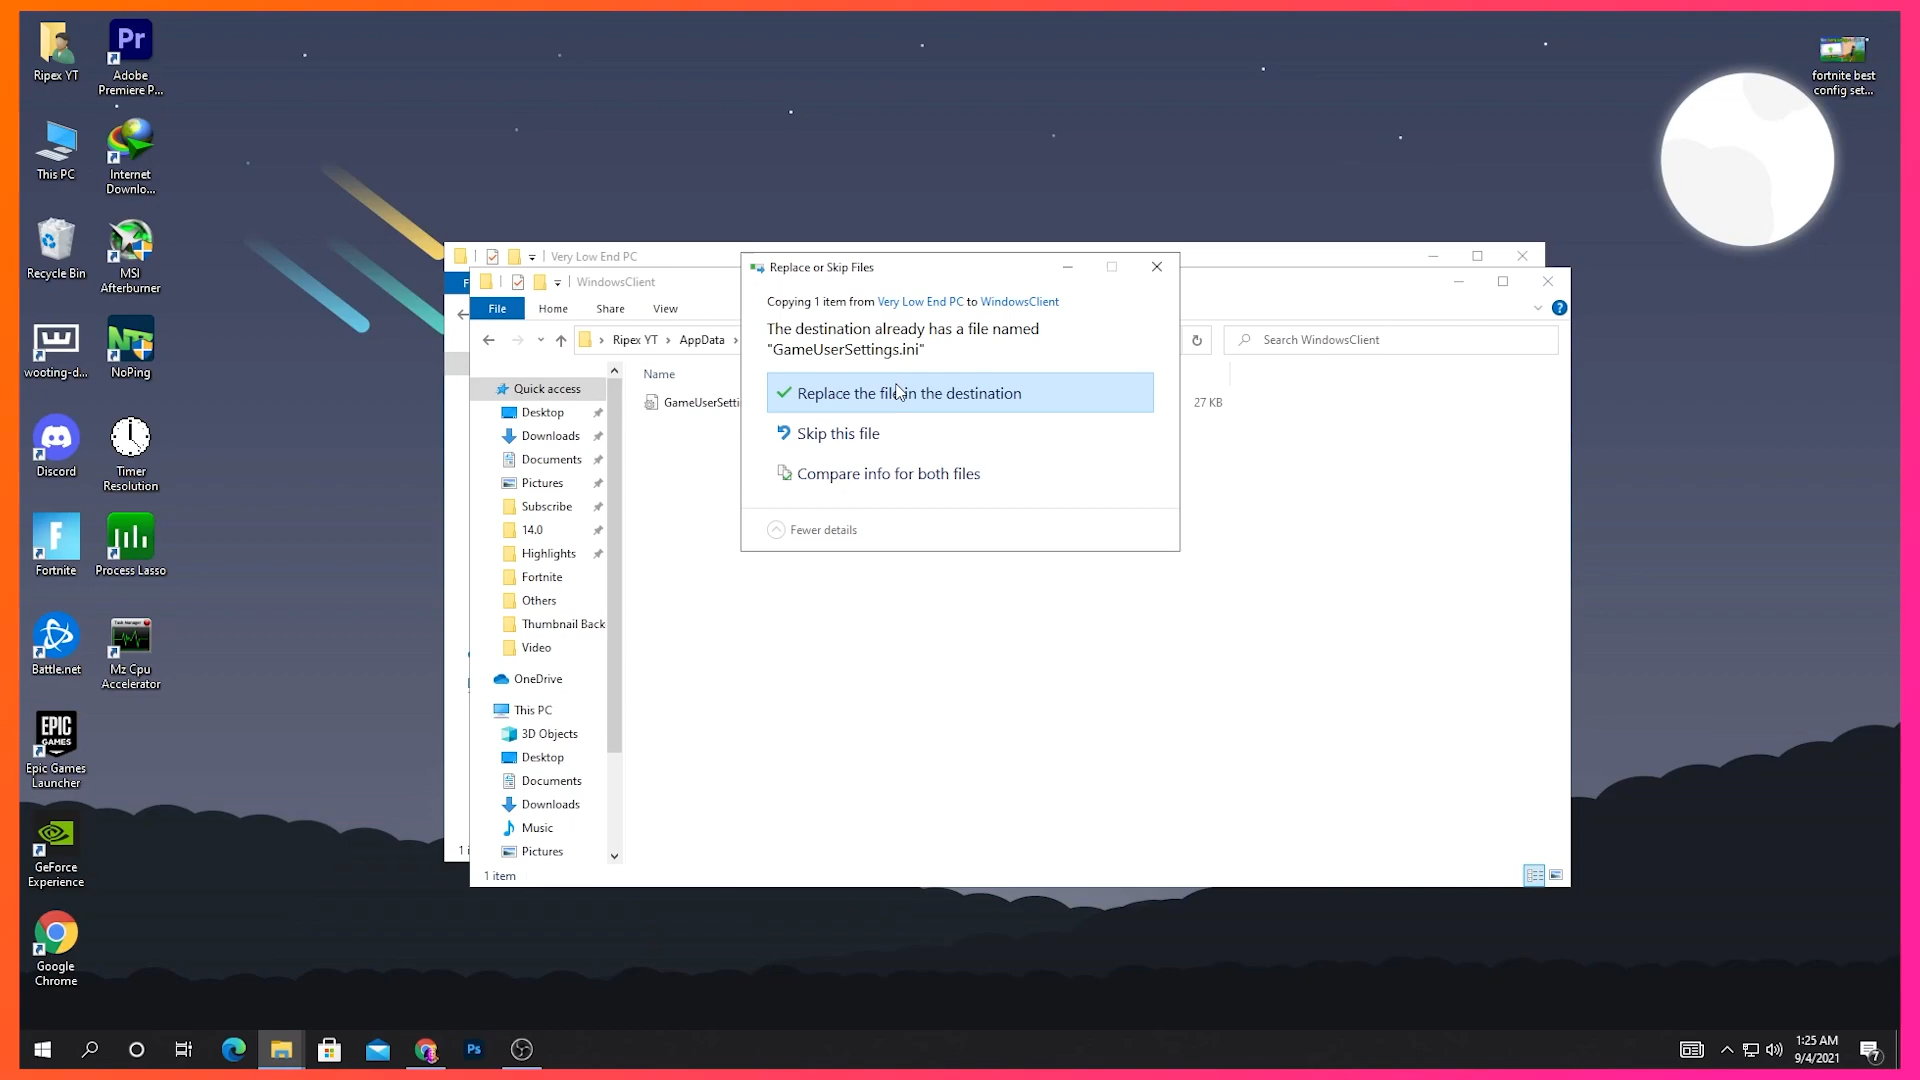 Ripex YT
Adobe
Premiere P...
This PC
Internet
Downlo...
Recycle Bin
MSI
Afterburner
wooting-d...
NoPing
Discord
Timer
Resolution
Fortnite
Process Lasso
Battle.net
Mz Cpu
Accelerator
Epic Games
Launcher
GeForce
Experience
Google
Chrome
Pr
EPIC
GAMES
fortnite best
config set...
Very Low End PC
WindowsClient
File
Home
Share
View
Ripex YT
AppData
Search WindowsClient
Name
GameUserSetti
27 KB
Quick access
Desktop
Downloads
Documents
Pictures
Subscribe
14.0
Highlights
Fortnite
Others
Thumbnail Back
Video
OneDrive
This PC
3D Objects
Desktop
Documents
Downloads
Music
Pictures
1 item
Replace or Skip Files
Copying 1 item from Very Low End PC to WindowsClient
The destination already has a file named
"GameUserSettings.ini"
Replace the file in the destination
Skip this file
Compare info for both files
Fewer details
Ps
1:25 AM
9/4/2021
7